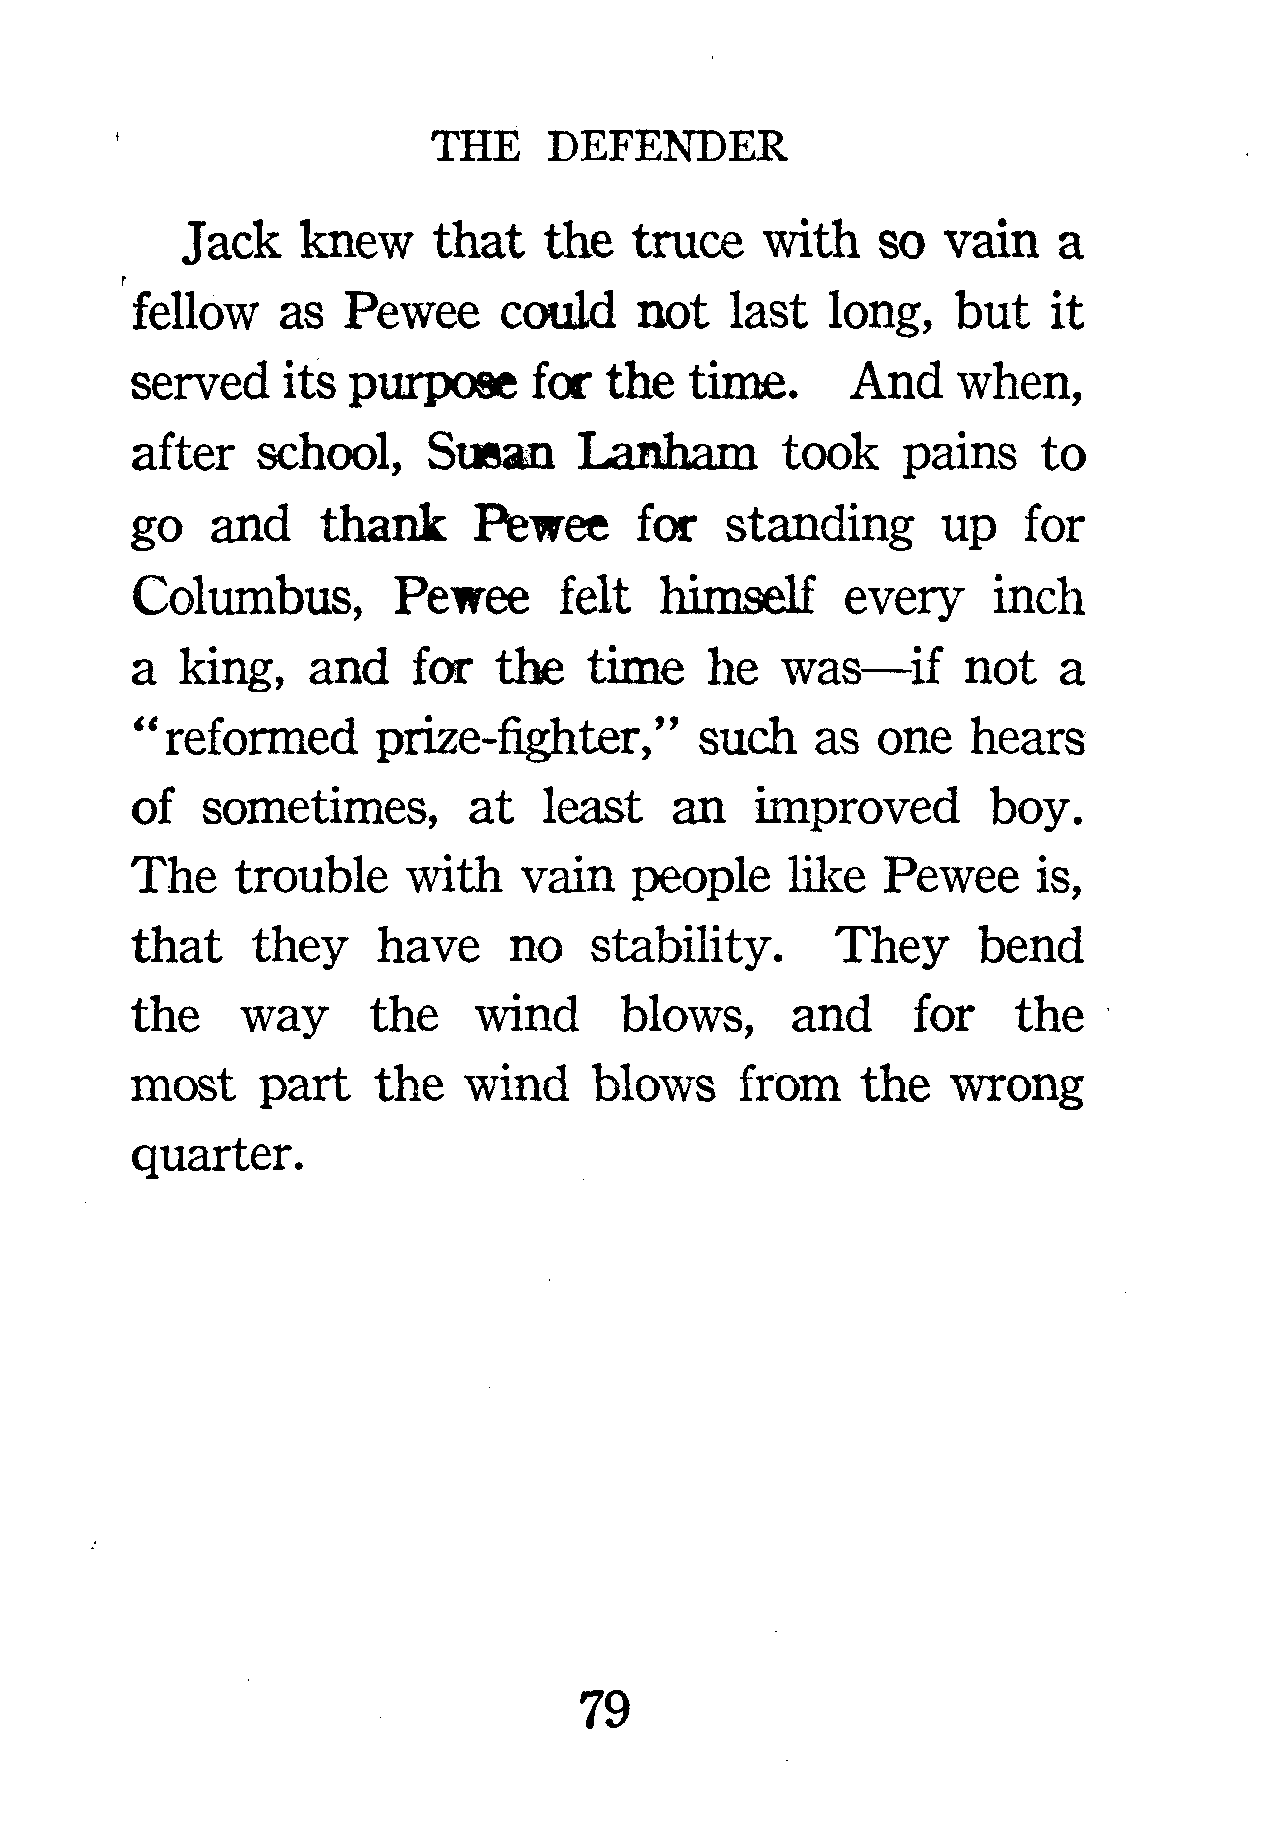 THE DEFENDER
Jack knew that the truce with so vain a
fellow as Pewee could not last long, but it
served its purpose for the time. And when,
after school, Susan Lanham took pains to
go and thank Pewee for standing up for
Columbus, Pewee felt himself every inch
a king, and for the time he was—if not a
“reformed prize-fighter,” such as one hears
of sometimes, at least an improved boy.
The trouble with vain people like Pewee is,
that they have no stability. They bend
the way the wind blows, and for the
most part the wind blows from the wrong
quarter.
79